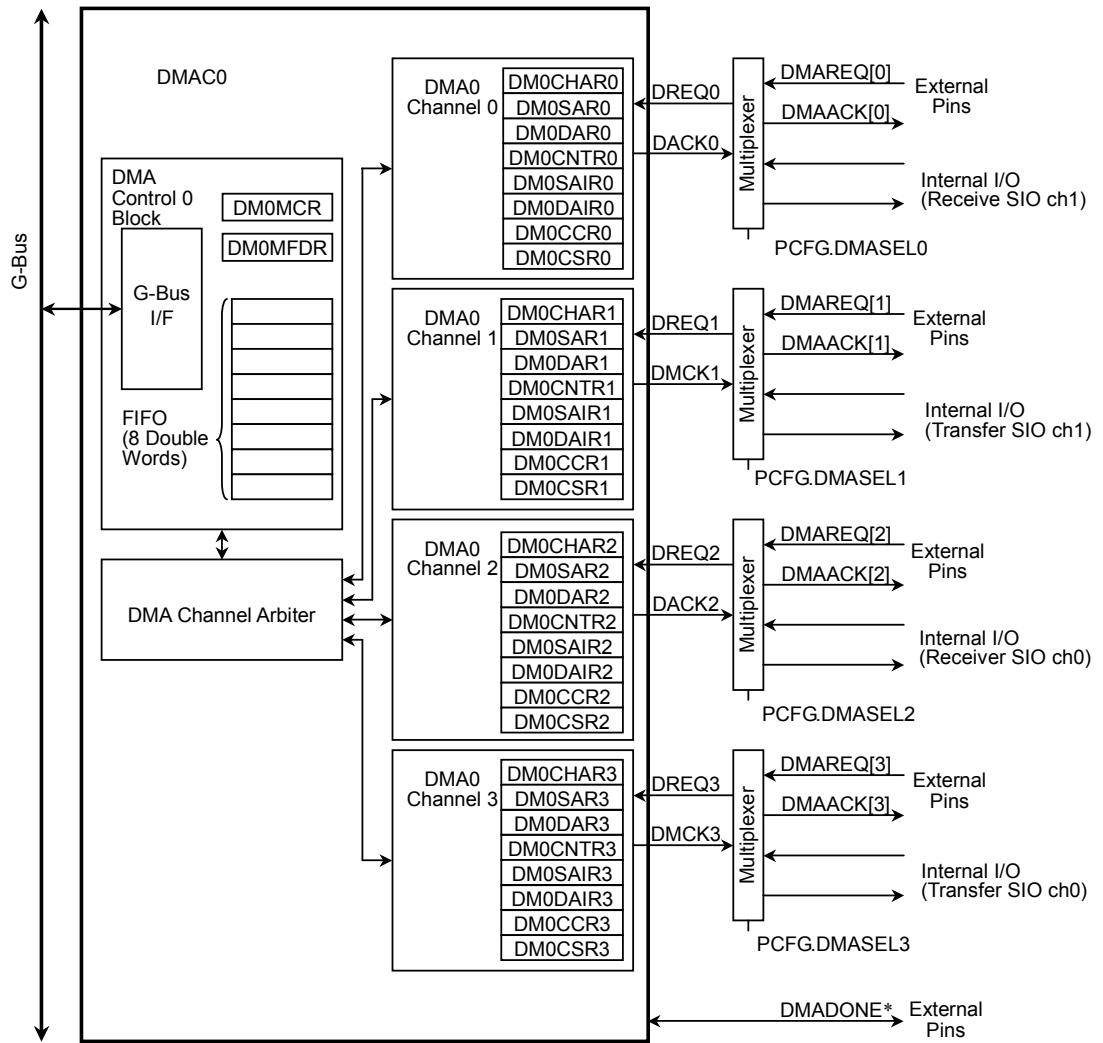 G-Bus
DMAC0
DMA
Control 0
Block
DM0MCR
DM0MFDR
G-Bus
I/F
FIFO
(8 Double
Words)
DMA Channel Arbiter
DMA0
Channel 0
DM0CHAR0
DM0SAR0
DM0DAR0
DM0CNTR0
DM0SAIR0
DM0DAIR0
DM0CCR0
DM0CSR0
DREQ0
DACK0
Multiplexer
DMAREQ[0]
DMAACK[0]
External
Pins
Internal I/O
(Receive SIO ch1)
PCFG.DMASEL0
DMA0
Channel 1
DM0CHAR1
DM0SAR1
DM0DAR1
DM0CNTR1
DM0SAIR1
DM0DAIR1
DM0CCR1
DM0CSR1
DREQ1
DMCK1
Multiplexer
DMAREQ[1]
DMAACK[1]
External
Pins
Internal I/O
(Transfer SIO ch1)
PCFG.DMASEL1
DMA0
Channel 2
DM0CHAR2
DM0SAR2
DM0DAR2
DM0CNTR2
DM0SAIR2
DM0DAIR2
DM0CCR2
DM0CSR2
DREQ2
DACK2
Multiplexer
DMAREQ[2]
DMAACK[2]
External
Pins
Internal I/O
(Receiver SIO ch0)
PCFG.DMASEL2
DMA0
Channel 3
DM0CHAR3
DM0SAR3
DM0DAR3
DM0CNTR3
DM0SAIR3
DM0DAIR3
DM0CCR3
DM0CSR3
DREQ3
DMCK3
Multiplexer
DMAREQ[3]
DMAACK[3]
External
Pins
Internal I/O
(Transfer SIO ch0)
PCFG.DMASEL3
DMADONE*
External
Pins